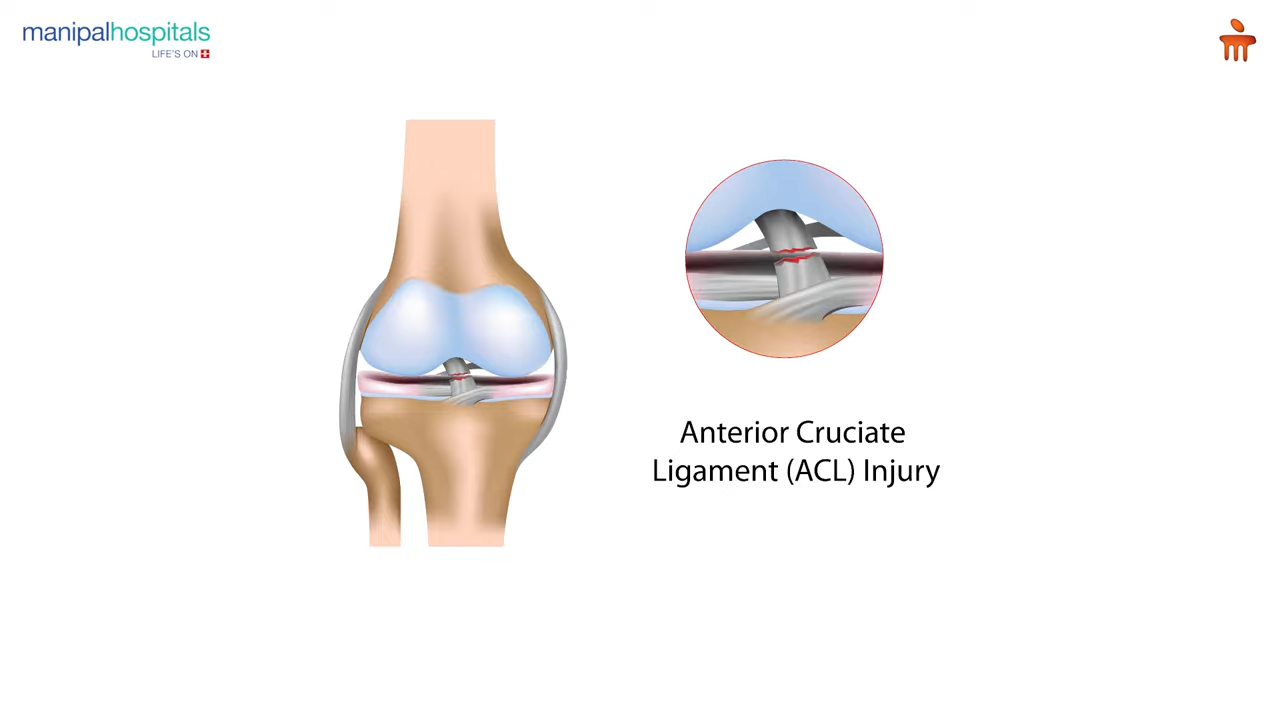 manipalhospitals
LIFE'S ON
Anterior Cruciate
Ligament (ACL) Injury